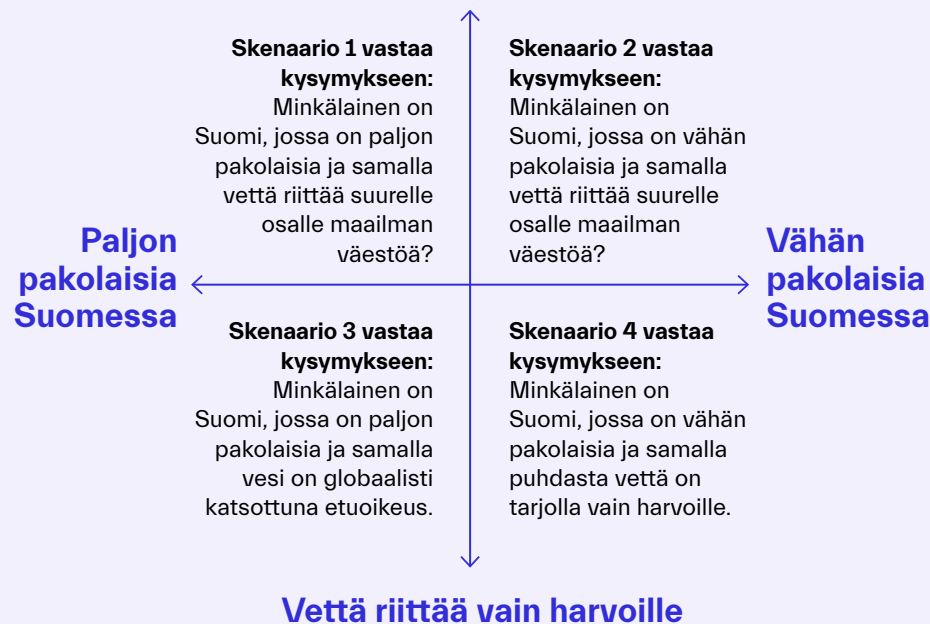 Skenaario 1 vastaa
kysymykseen:
Minkälainen on
Suomi, jossa on paljon
pakolaisia ja samalla
vettä riittää suurelle
osalle maailman
väestöä?
Skenaario 2 vastaa
kysymykseen:
Minkälainen on
Suomi, jossa on vähän
pakolaisia ja samalla
vettä riittää suurelle
osalle maailman
väestöä?
Paljon
pakolaisia
Suomessa
Vähän
pakolaisia
Suomessa
Skenaario 3 vastaa
kysymykseen:
Minkälainen on
Suomi, jossa on paljon
pakolaisia ja samalla
vesi on globaalisti
katsottuna etuoikeus.
Skenaario 4 vastaa
kysymykseen:
Minkälainen on
Suomi, jossa on vähän
pakolaisia ja samalla
puhdasta vettä on
tarjolla vain harvoille.
Vettä riittää vain harvoille